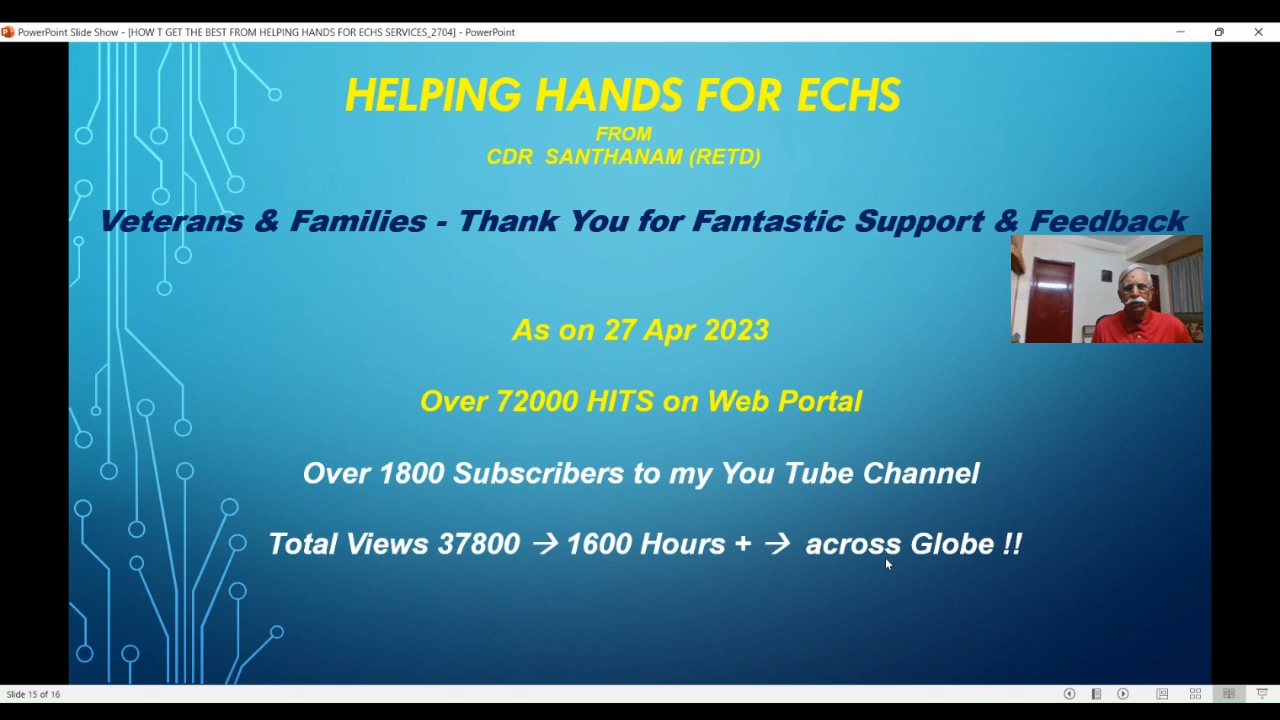 PowerPoint Slide Show - [HOW T GET THE BEST FROM HELPING HANDS FOR ECHS SERVICES_2704] - PowerPoint
HELPING HANDS FOR ECHS
FROM
CDR SANTHANAM (RETD)
Veterans & Families - Thank You for Fantastic Support & Feedback
As on 27 Apr 2023
Over 72000 HITS on Web Portal
Over 1800 Subscribers to my You Tube Channel
Total Views 37800 → 1600 Hours + → across Globe !!
Slide 15 of 16